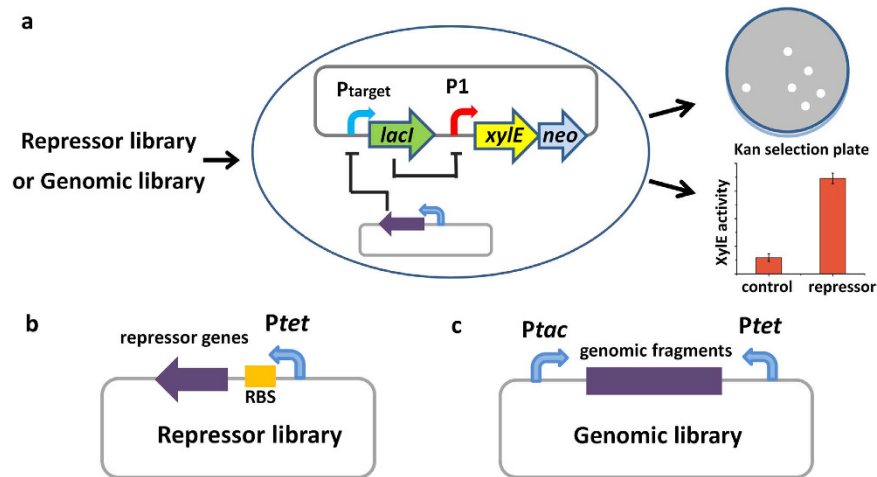 a
Ptarget
P1
lacI
xylE
neo
Repressor library
or Genomic library
Kan selection plate
XylE activity
control
repressor
b
Ptet
repressor genes
RBS
Repressor library
c
Ptac
Ptet
genomic fragments
Genomic library